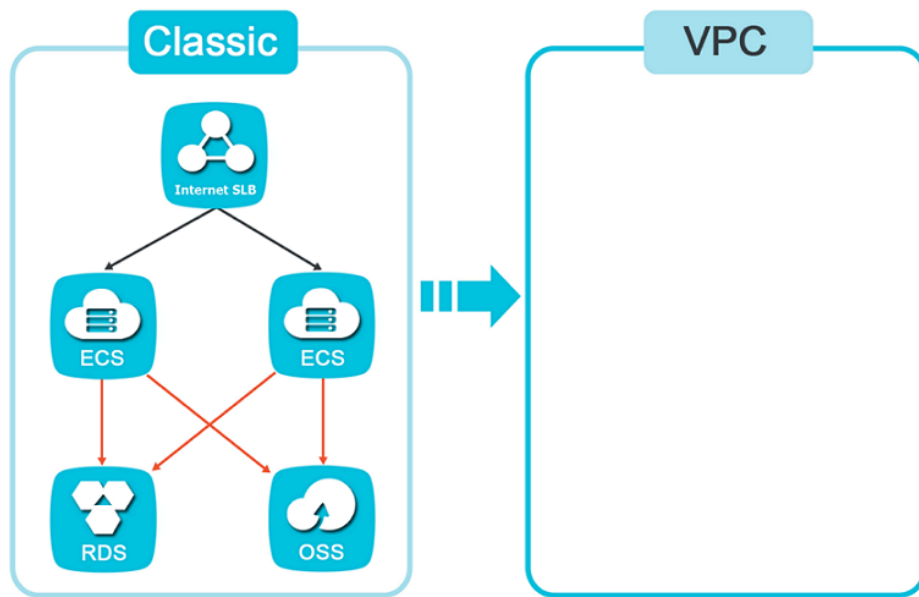 Classic
VPC
Internet SLB
ECS
ECS
RDS
OSS